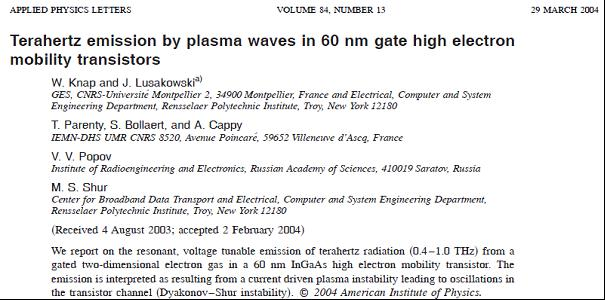 APPLIED PHYSICS LETTERS VOLUME 84, NUMBER 13 29 MARCH 2004
Terahertz emission by plasma waves in 60 nm gate high electron
mobility transistors
W. Knap and J. Lusakowski a)
GES, CNRS-Université Montpellier 2, 34900 Montpellier, France and Electrical, Computer and System
Engineering Department, Rensselaer Polytechnic Institute, Troy, New York 12180
T. Parenty, S. Bollaert, and A. Cappy
IEMN-DHS UMR CNRS 8520, Avenue Poincaré, 59652 Villeneuve d'Ascq, France
V. V. Popov
Institute of Radioengineering and Electronics, Russian Academy of Sciences, 410019 Saratov, Russia
M. S. Shur
Center for Broadband Data Transport and Electrical, Computer and System Engineering Department,
Rensselaer Polytechnic Institute, Troy, New York 12180
(Received 4 August 2003; accepted 2 February 2004)
We report on the resonant, voltage tunable emission of terahertz radiation (0.4–1.0 THz) from a
gated two-dimensional electron gas in a 60 nm InGaAs high electron mobility transistor. The
emission is interpreted as resulting from a current driven plasma instability leading to oscillations in
the transistor channel (Dyakonov–Shur instability). © 2004 American Institute of Physics.